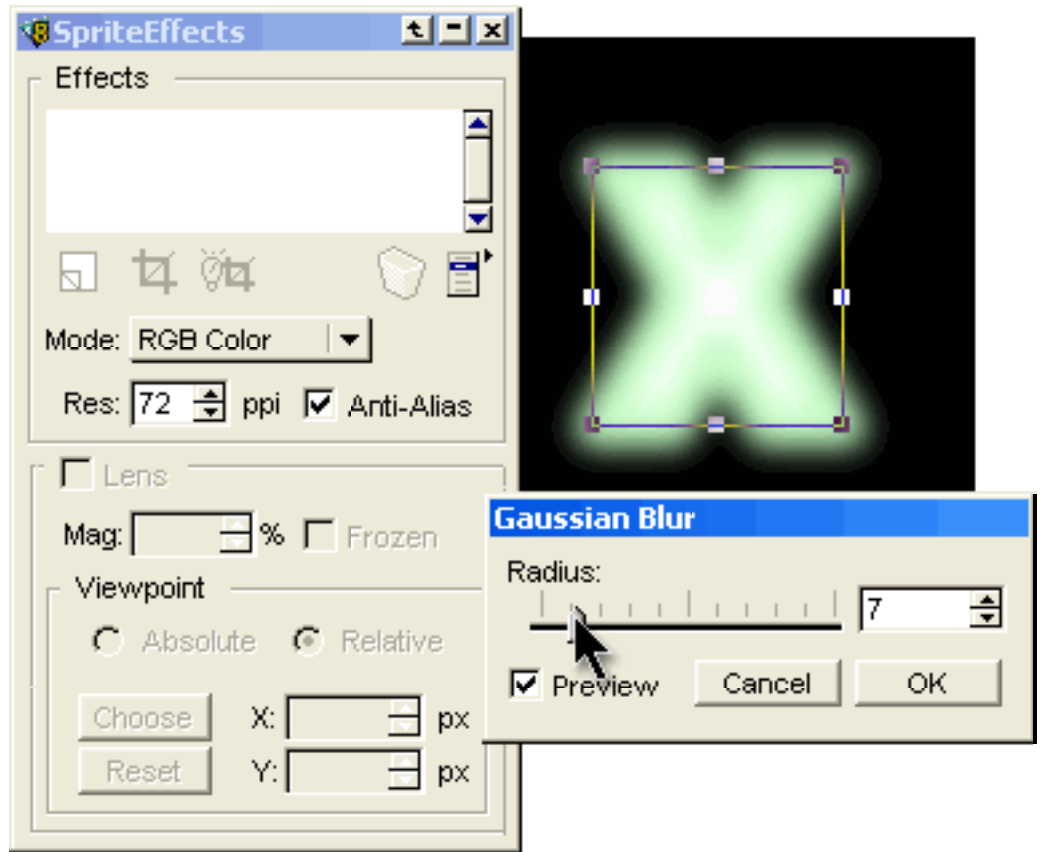 SpriteEffects
Effects
Mode: RGB Color
Res: 72 ppi Anti-Alias
Lens
Mag: % Frozen
Viewpoint
Absolute Relative
Choose X: px
Reset Y: px
X
Gaussian Blur
Radius:
7
Preview Cancel OK